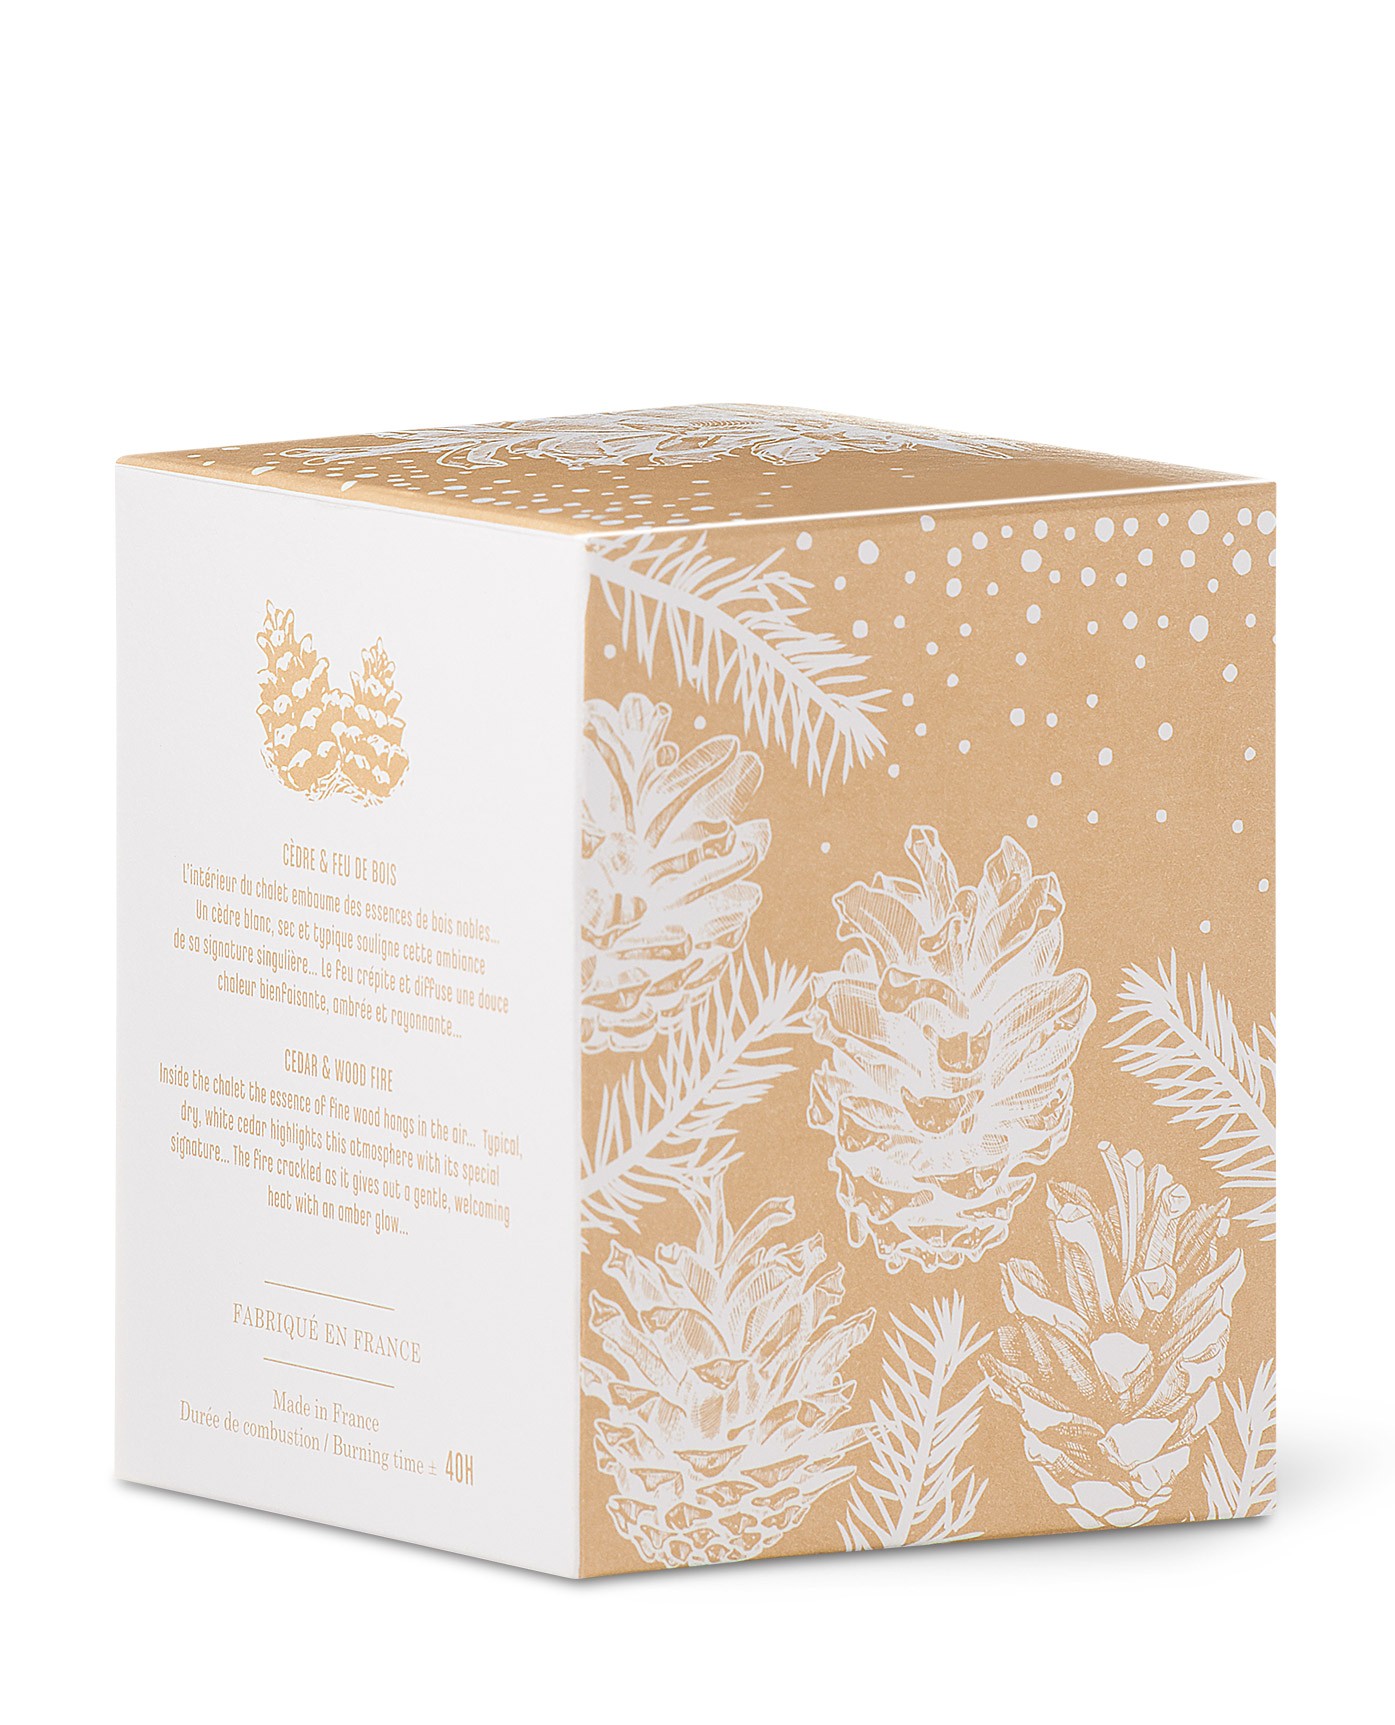 CÈDRE & FEU DE BOIS
L'intérieur du chalet embaume des essences de bois nobles...
Un cèdre blanc, sec et typique souligne cette ambiance
de sa signature singulière... Le feu crépite et diffuse une douce
chaleur bienfaisante, ambrée et rayonnante...
CEDAR & WOOD FIRE
Inside the chalet the essence of fine wood hangs in the air... Typical,
dry, white cedar highlights this atmosphere with its special
signature... The fire crackled as it gives out a gentle, welcoming
heat with an amber glow...
FABRIQUÉ EN FRANCE
Made in France
Durée de combustion / Burning time ± 40H